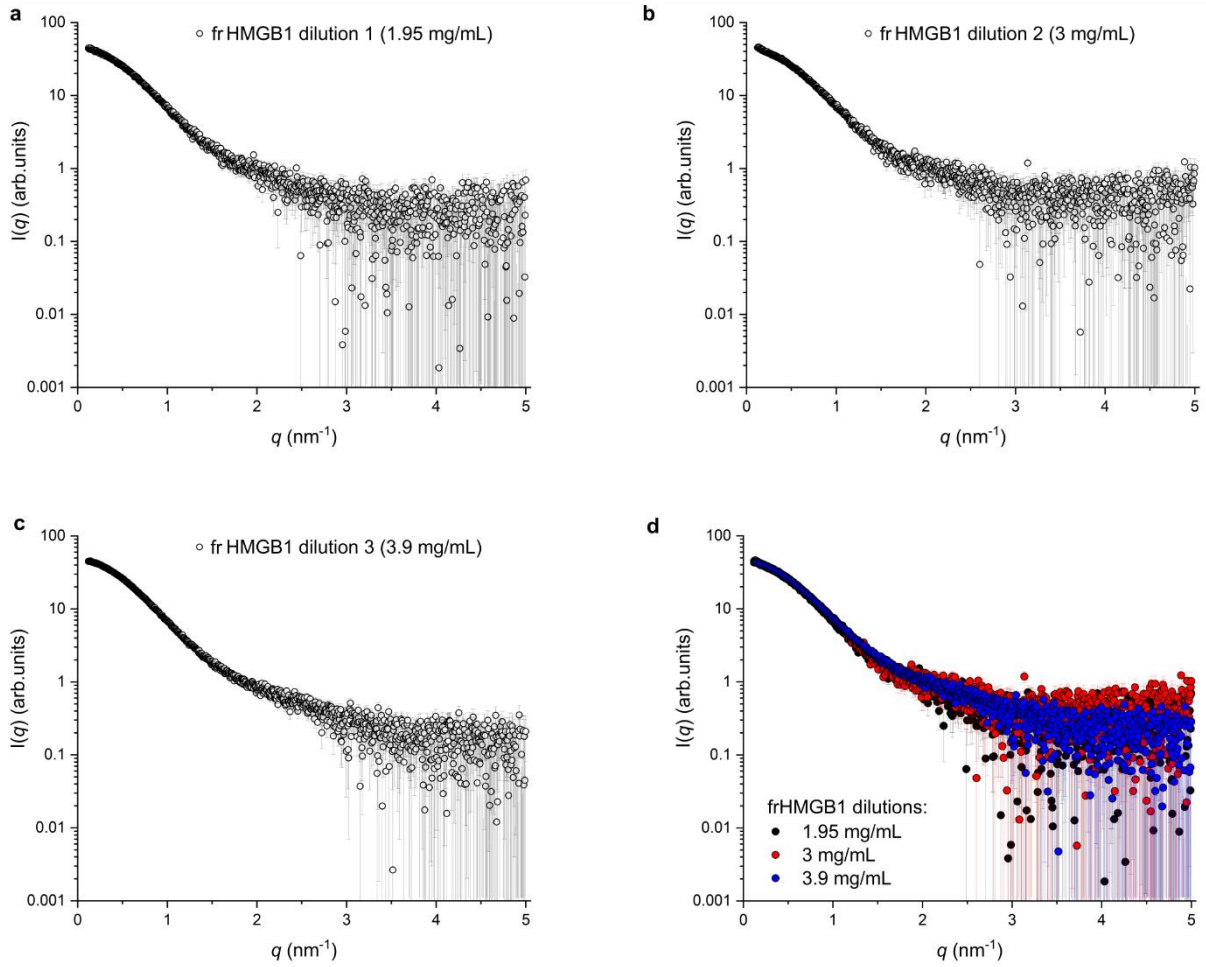 a
fr HMGB1 dilution 1 (1.95 mg/mL)
100
10
1
0.1
0.01
0.001
I(q) (arb.units)
0 1 2 3 4 5
q (nm⁻¹)
b
fr HMGB1 dilution 2 (3 mg/mL)
100
10
1
0.1
0.01
0.001
I(q) (arb.units)
0 1 2 3 4 5
q (nm⁻¹)
c
fr HMGB1 dilution 3 (3.9 mg/mL)
100
10
1
0.1
0.01
0.001
I(q) (arb.units)
0 1 2 3 4 5
q (nm⁻¹)
d
100
10
1
0.1
0.01
0.001
I(q) (arb.units)
frHMGB1 dilutions:
1.95 mg/mL
3 mg/mL
3.9 mg/mL
0 1 2 3 4 5
q (nm⁻¹)